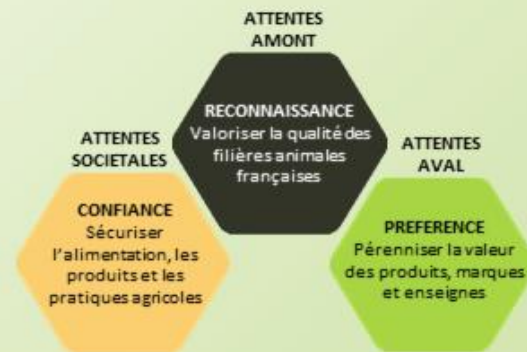 ATTENTES
AMONT
RECONNAISSANCE
Valoriser la qualité des
filières animales
françaises
ATTENTES
SOCIETALES
CONFIANCE
Sécuriser
l'alimentation, les
produits et les
pratiques agricoles
ATTENTES
AVAL
PREFERENCE
Pérenniser la valeur
des produits, marques
et enseignes